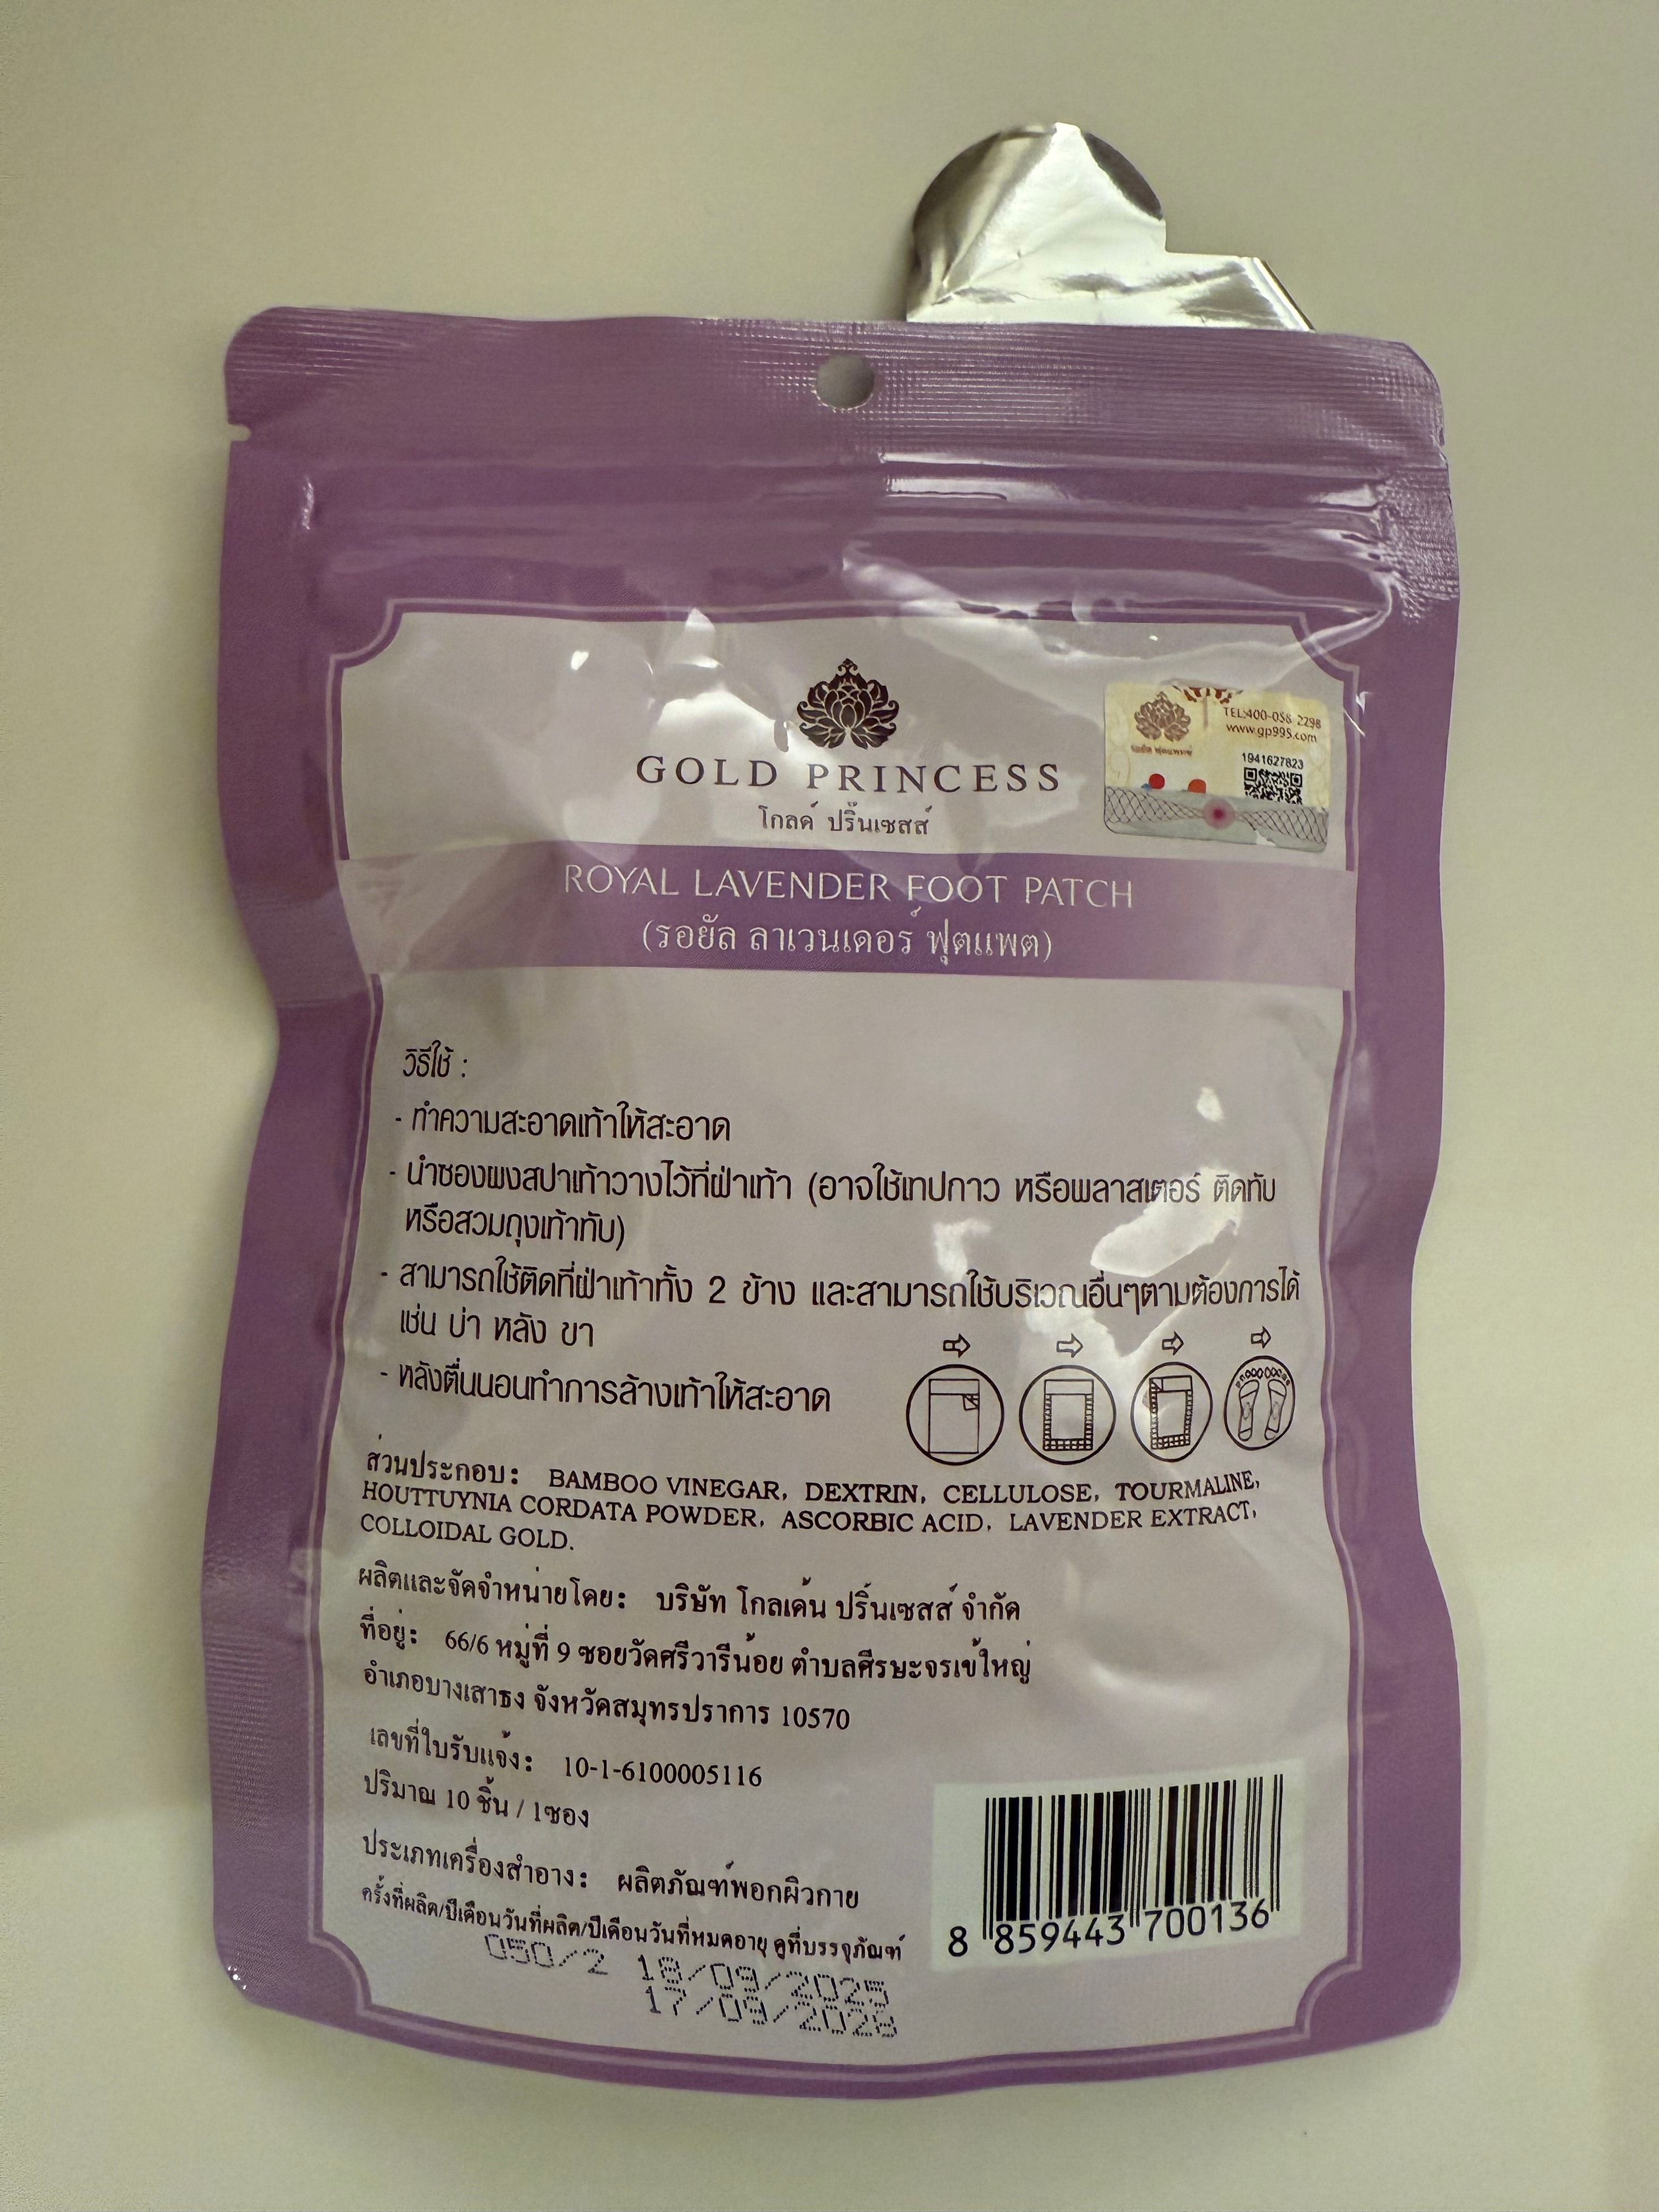 GOLD PRINCESS
โกลด์ ปริ๊นเซสส์
TEL:400-058 2298
www.gp995.com
1941627823
ROYAL LAVENDER FOOT PATCH
(รอยัล ลาเวนเดอร์ ฟุตแพต)
วิธีใช้ :
- ทำความสะอาดเท้าให้สะอาด
- นำซองผงสปาเท้าวางไว้ที่ฝ่าเท้า (อาจใช้เทปกาว หรือพลาสเตอร์ ติดทับ
หรือสวมถุงเท้าทับ)
- สามารถใช้ติดที่ฝ่าเท้าทั้ง 2 ข้าง และสามารถใช้บริเวณอื่นๆตามต้องการได้
เช่น บ่า หลัง ขา
- หลังตื่นนอนทำการล้างเท้าให้สะอาด
ส่วนประกอบ: BAMBOO VINEGAR, DEXTRIN, CELLULOSE, TOURMALINE,
HOUTTUYNIA CORDATA POWDER, ASCORBIC ACID, LAVENDER EXTRACT,
COLLOIDAL GOLD.
ผลิตและจัดจำหน่ายโดย: บริษัท โกลเด้น ปริ๊นเซสส์ จำกัด
ที่อยู่: 66/6 หมู่ที่ 9 ซอยวัดศรีวารีน้อย ตำบลศีรษะจรเข้ใหญ่
อำเภอบางเสาธง จังหวัดสมุทรปราการ 10570
เลขที่ใบรับแจ้ง: 10-1-6100005116
ปริมาณ 10 ชิ้น / 1ซอง
ประเภทเครื่องสำอาง: ผลิตภัณฑ์พอกผิวกาย
ครั้งที่ผลิต/ปีเดือนวันที่ผลิต/ปีเดือนวันที่หมดอายุ ดูที่บรรจุภัณฑ์
050/2 18/09/2025
17/09/2028
8 859443 700136